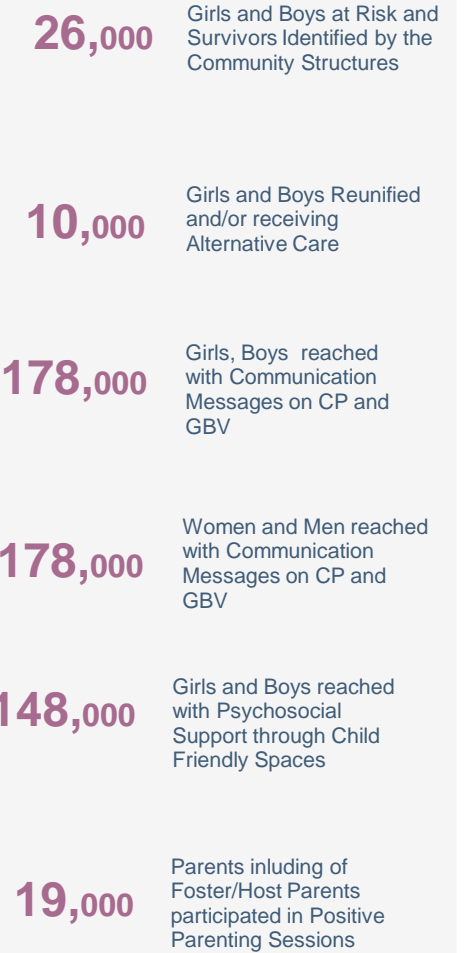 26,000
Girls and Boys at Risk and
Survivors Identified by the
Community Structures
10,000
Girls and Boys Reunified
and/or receiving
Alternative Care
178,000
Girls, Boys reached
with Communication
Messages on CP and
GBV
178,000
Women and Men reached
with Communication
Messages on CP and
GBV
148,000
Girls and Boys reached
with Psychosocial
Support through Child
Friendly Spaces
19,000
Parents inluding of
Foster/Host Parents
participated in Positive
Parenting Sessions